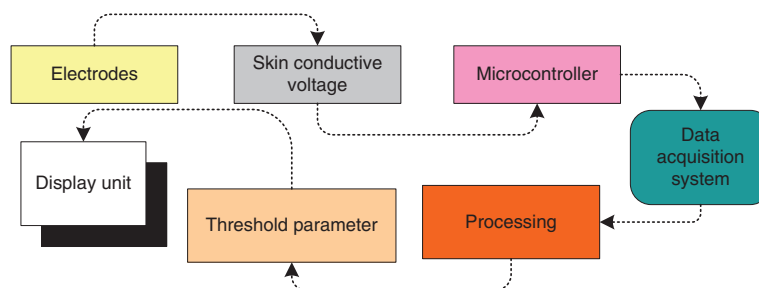 Electrodes
Skin conductive
voltage
Microcontroller
Data
acquisition
system
Display unit
Threshold parameter
Processing